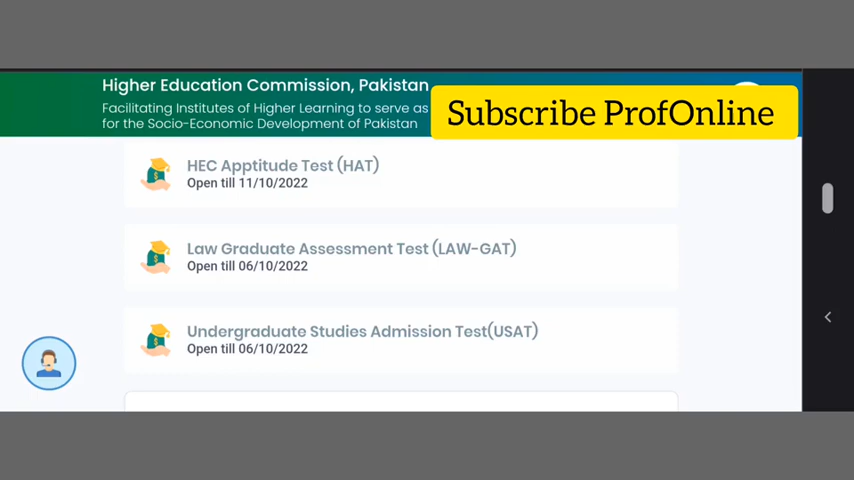 Higher Education Commission, Pakistan
Facilitating Institutes of Higher Learning to serve as
for the Socio-Economic Development of Pakistan
Subscribe ProfOnline
HEC Apptitude Test (HAT)
Open till 11/10/2022
Law Graduate Assessment Test (LAW-GAT)
Open till 06/10/2022
Undergraduate Studies Admission Test(USAT)
Open till 06/10/2022